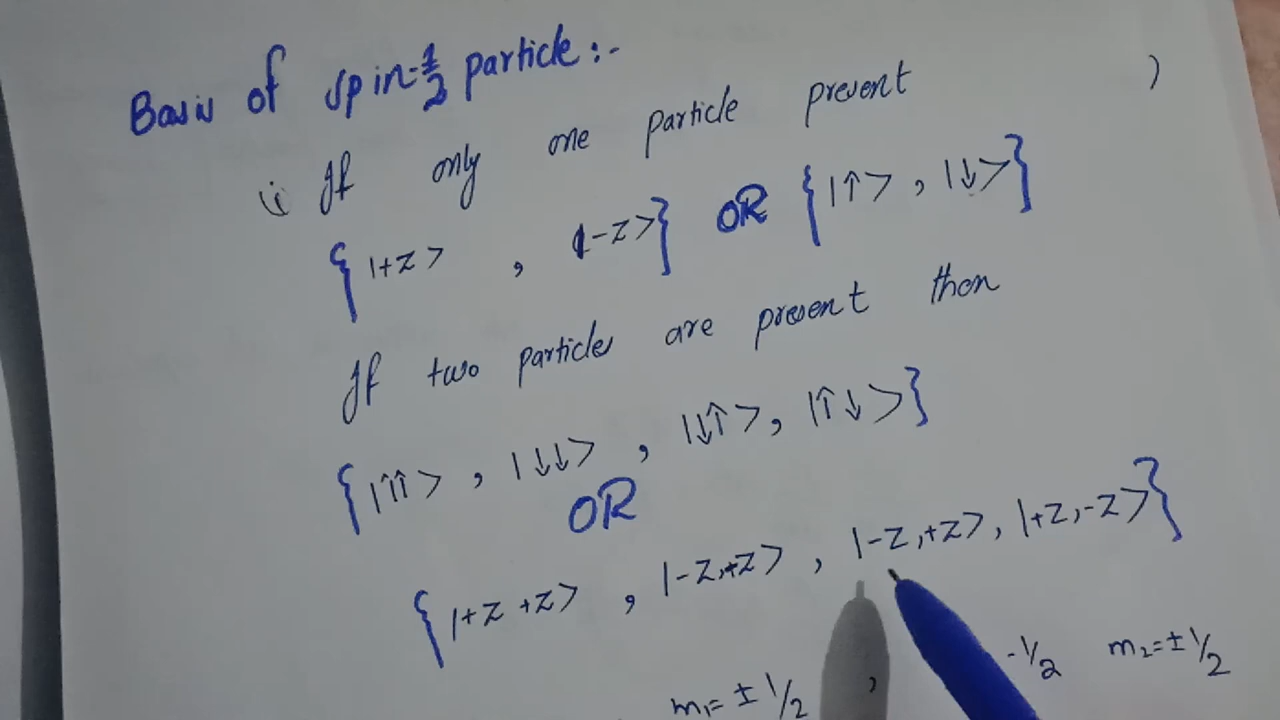 Basis of spin-1/2 particle :-
(i) If only one particle present )
{|+z> , |-z>} OR {|↑> , |↓>}
If two particles are present then
{|↑↑> , |↓↓> , |↓↑>, |↑↓>}
OR
{|+z +z> , |-z,+z> , |-z,+z>, |+z,-z>}
m₁= ± 1/2 , -1/2 m₂=± 1/2